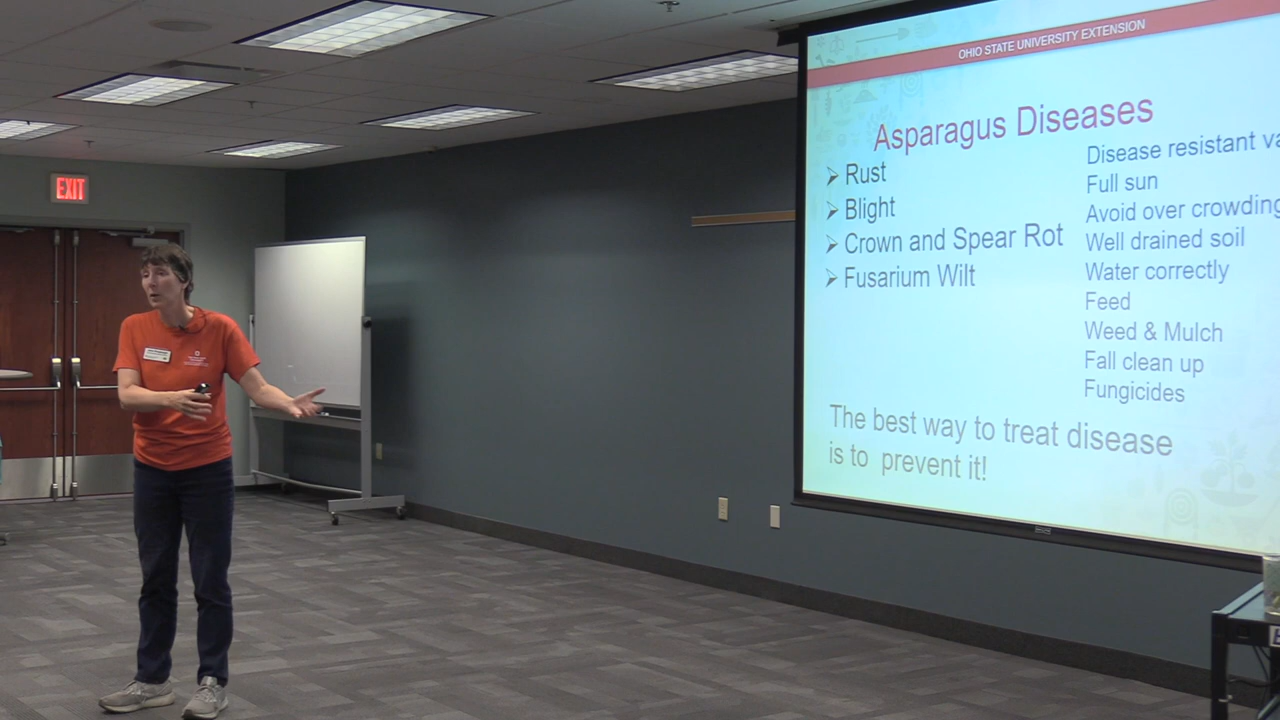 OHIO STATE UNIVERSITY EXTENSION
EXIT
Asparagus Diseases
Rust
Blight
Crown and Spear Rot
Fusarium Wilt
Disease resistant
Full sun
Avoid over crowding
Well drained soil
Water correctly
Feed
Weed & Mulch
Fall clean up
Fungicides
The best way to treat disease
is to prevent it!